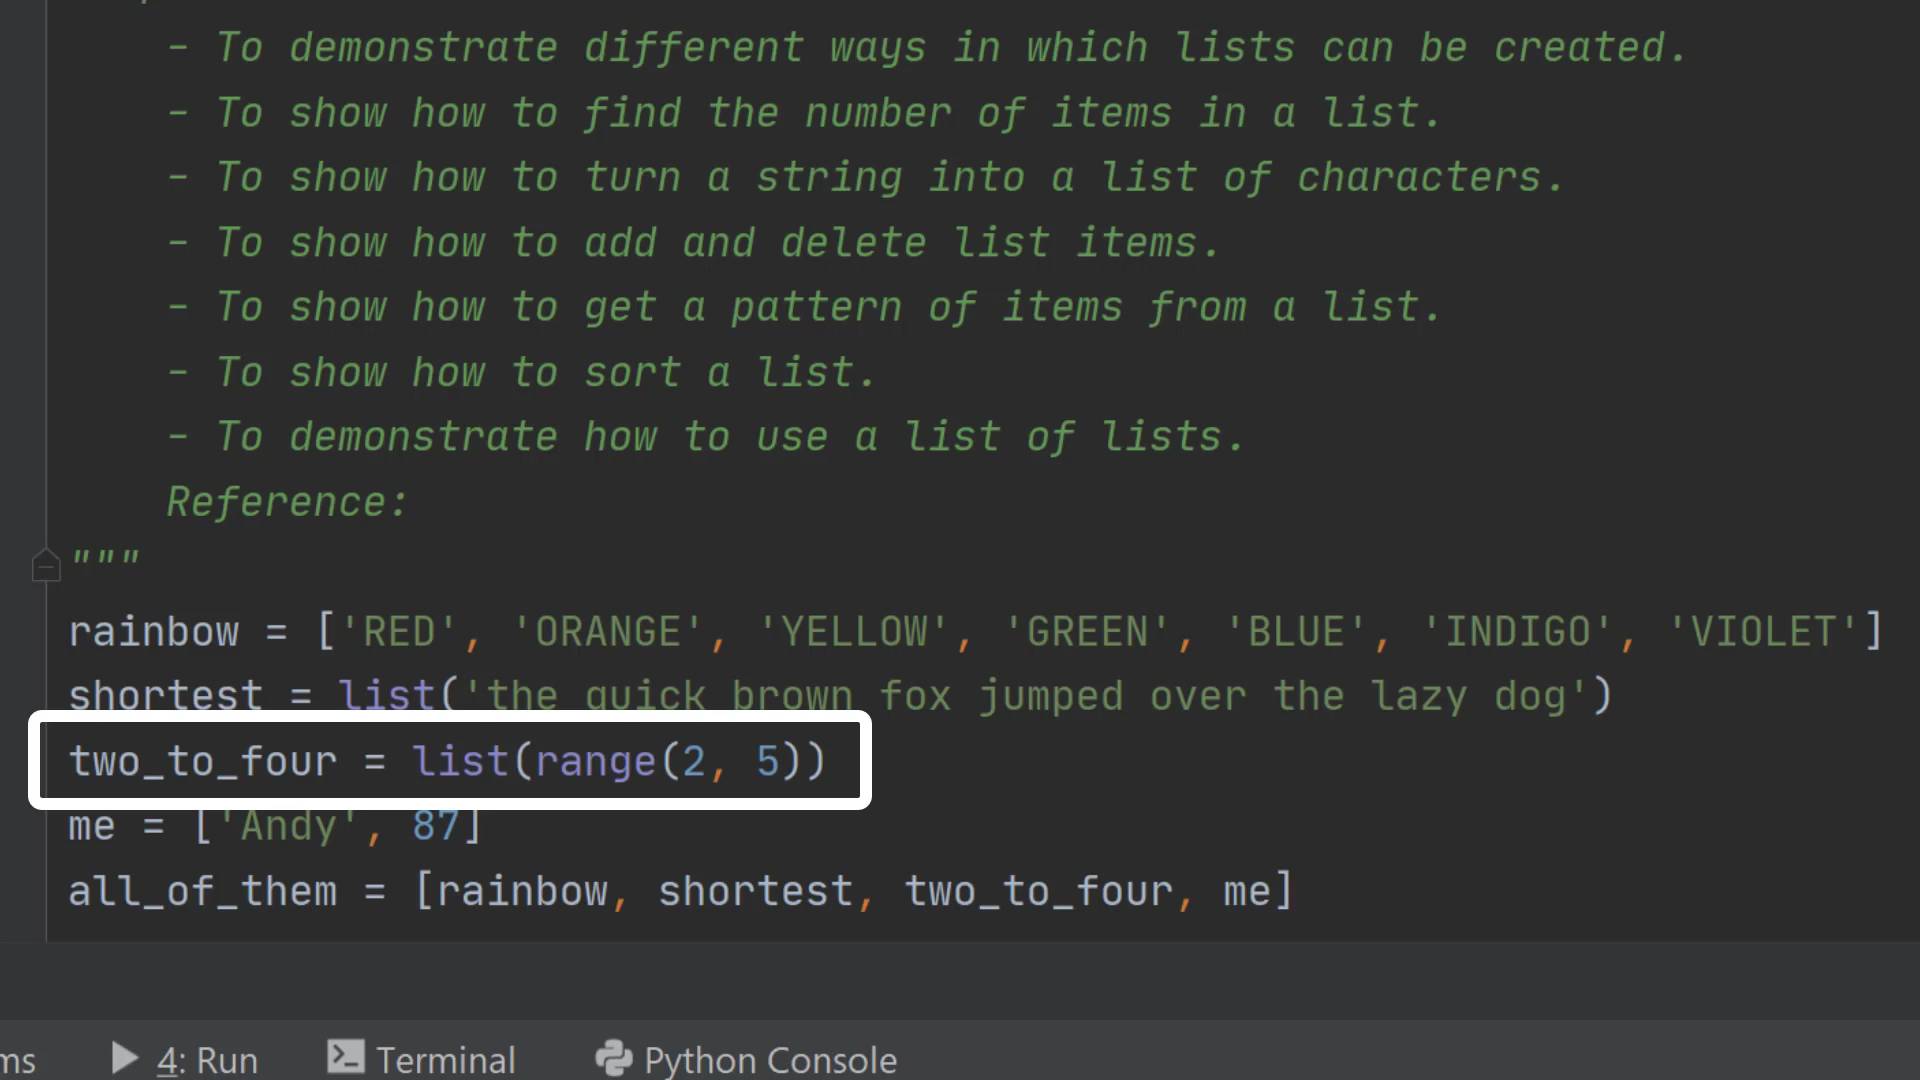 - To demonstrate different ways in which lists can be created.
- To show how to find the number of items in a list.
- To show how to turn a string into a list of characters.
- To show how to add and delete list items.
- To show how to get a pattern of items from a list.
- To show how to sort a list.
- To demonstrate how to use a list of lists.
Reference:
"""
rainbow = ['RED', 'ORANGE', 'YELLOW', 'GREEN', 'BLUE', 'INDIGO', 'VIOLET']
shortest = list('the quick brown fox jumped over the lazy dog')
two_to_four = list(range(2, 5))
me = ['Andy', 87]
all_of_them = [rainbow, shortest, two_to_four, me]
ms 4: Run Terminal Python Console